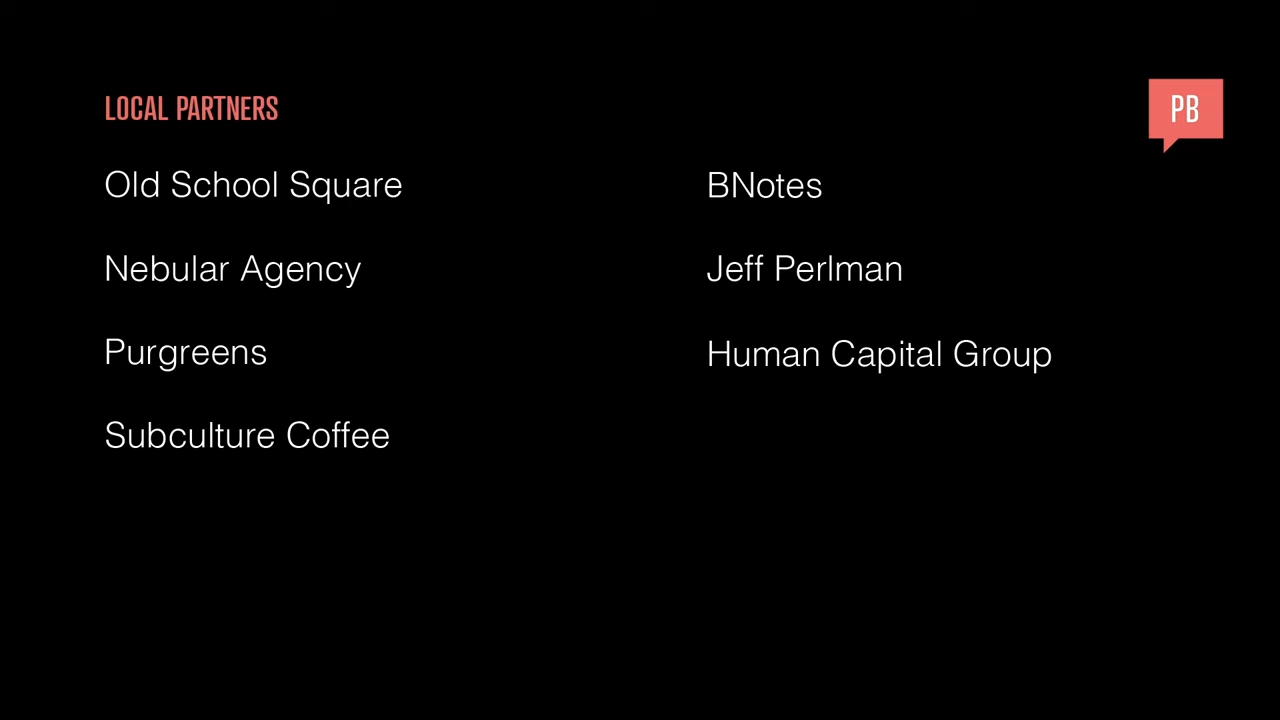 LOCAL PARTNERS
PB
Old School Square
Nebular Agency
Purgreens
Subculture Coffee
BNotes
Jeff Perlman
Human Capital Group